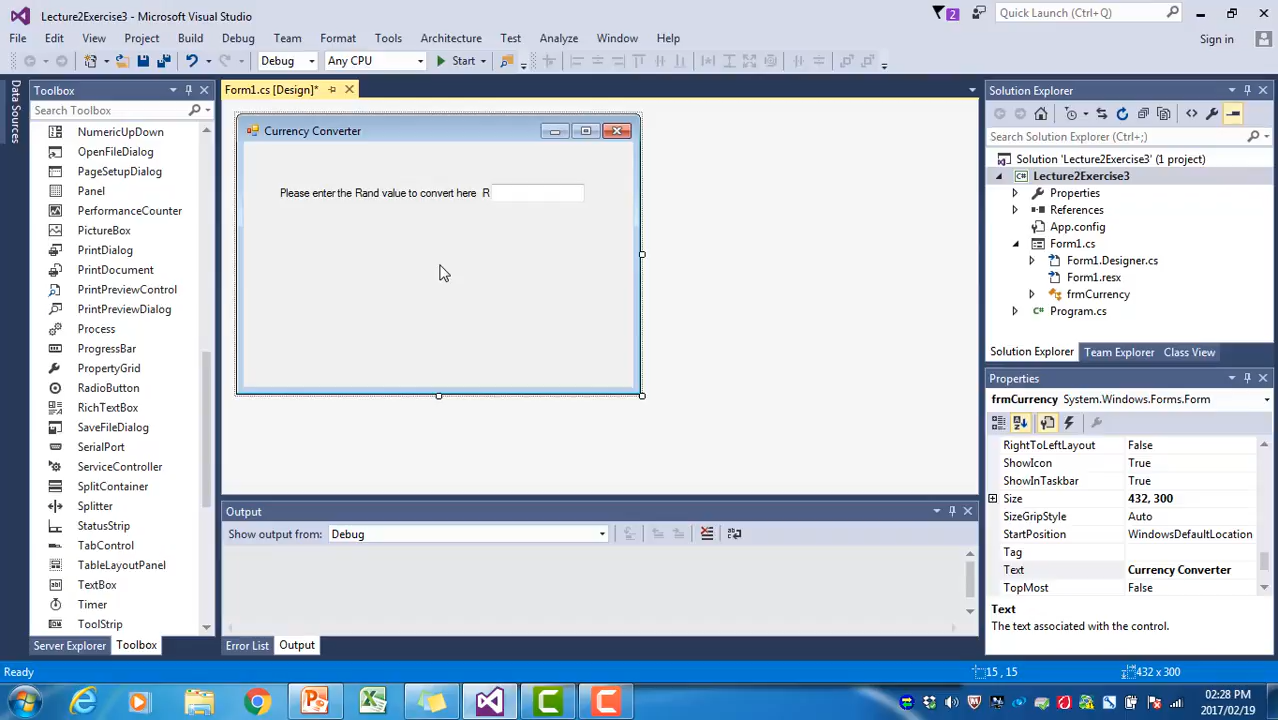 Lecture2Exercise3 - Microsoft Visual Studio
2
Quick Launch (Ctrl+Q)
File Edit View Project Build Debug Team Format Tools Architecture Test Analyze Window Help
Sign in
Debug Any CPU Start
Data Sources
Toolbox
Search Toolbox
NumericUpDown
OpenFileDialog
PageSetupDialog
Panel
PerformanceCounter
PictureBox
PrintDialog
PrintDocument
PrintPreviewControl
PrintPreviewDialog
Process
ProgressBar
PropertyGrid
RadioButton
RichTextBox
SaveFileDialog
SerialPort
ServiceController
SplitContainer
Splitter
StatusStrip
TabControl
TableLayoutPanel
TextBox
Timer
ToolStrip
Server Explorer Toolbox
Form1.cs [Design]*
Currency Converter
Please enter the Rand value to convert here R
Output
Show output from: Debug
Error List Output
Solution Explorer
Search Solution Explorer (Ctrl+;)
Solution 'Lecture2Exercise3' (1 project)
Lecture2Exercise3
Properties
References
App.config
Form1.cs
Form1.Designer.cs
Form1.resx
frmCurrency
Program.cs
Solution Explorer Team Explorer Class View
Properties
frmCurrency System.Windows.Forms.Form
RightToLeftLayout False
ShowIcon True
ShowInTaskbar True
Size 432, 300
SizeGripStyle Auto
StartPosition WindowsDefaultLocation
Tag
Text Currency Converter
TopMost False
Text
The text associated with the control.
Ready
15 , 15
432 x 300
02:28 PM
2017/02/19